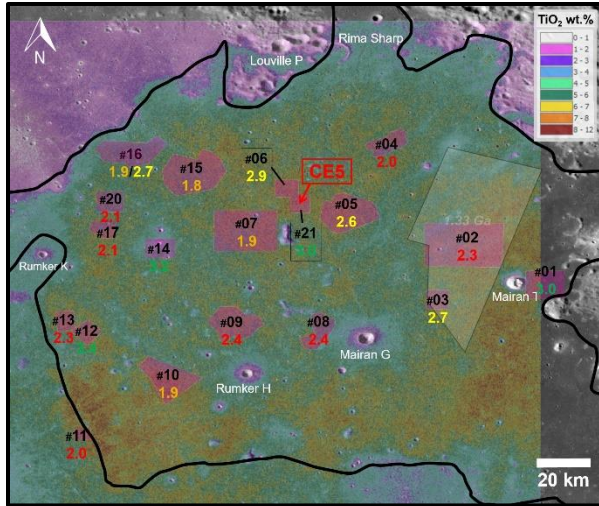 TiO₂ wt.%
0 - 1
1 - 2
2 - 3
3 - 4
4 - 5
5 - 6
6 - 7
7 - 8
8 - 12
N
Rima Sharp
Louville P
#16
1.9/2.7
#15
1.8
#06
2.9
#04
2.0
CE5
#20
2.1
#17
2.1
#14
#07
1.9
#21
#05
2.6
1.33 Ga
#02
2.3
#01
3.0
Rumker K
Mairan T
#03
2.7
#13
2.3
#12
#09
2.4
#08
2.4
Mairan G
#10
1.9
Rumker H
#11
2.0
20 km